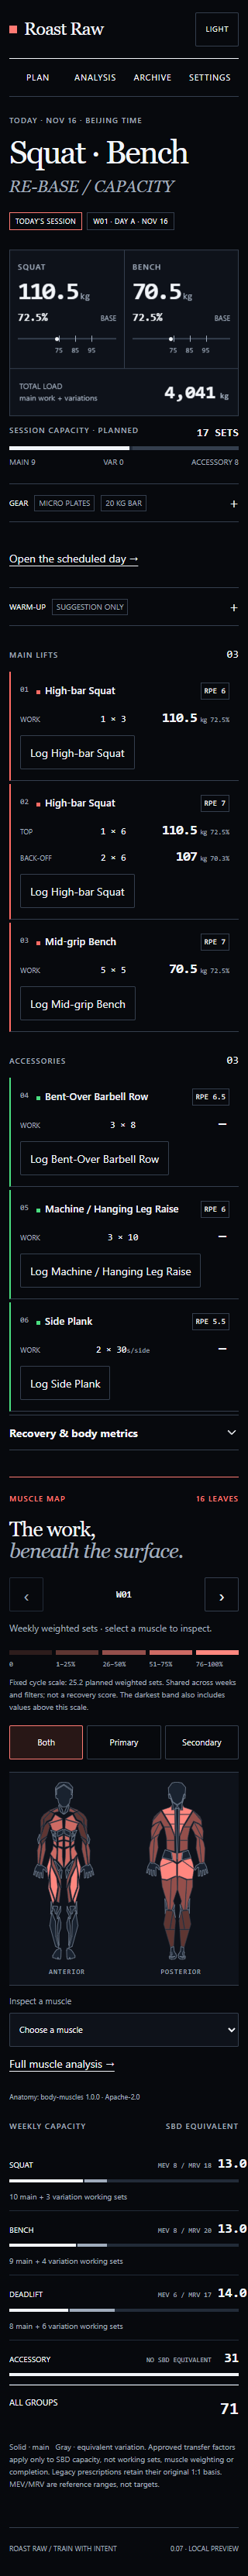 Roast Raw
LIGHT
PLAN ANALYSIS ARCHIVE SETTINGS
TODAY · NOV 16 · BEIJING TIME
Squat · Bench
RE-BASE / CAPACITY
TODAY'S SESSION W01 · DAY A · NOV 16
SQUAT BENCH
110.5 kg 70.5 kg
72.5% BASE 72.5% BASE
75 85 95 75 85 95
TOTAL LOAD
main work + variations
4,041 kg
SESSION CAPACITY · PLANNED 17 SETS
MAIN 9 VAR 0 ACCESSORY 8
GEAR MICRO PLATES 20 KG BAR +
Open the scheduled day →
WARM-UP SUGGESTION ONLY +
MAIN LIFTS 03
01 High-bar Squat RPE 6
WORK 1 × 3 110.5 kg 72.5%
Log High-bar Squat
02 High-bar Squat RPE 7
TOP 1 × 6 110.5 kg 72.5%
BACK-OFF 2 × 6 107 kg 70.3%
Log High-bar Squat
03 Mid-grip Bench RPE 7
WORK 5 × 5 70.5 kg 72.5%
Log Mid-grip Bench
ACCESSORIES 03
04 Bent-Over Barbell Row RPE 6.5
WORK 3 × 8 —
Log Bent-Over Barbell Row
05 Machine / Hanging Leg Raise RPE 6
WORK 3 × 10 —
Log Machine / Hanging Leg Raise
06 Side Plank RPE 5.5
WORK 2 × 30s/side —
Log Side Plank
Recovery & body metrics
MUSCLE MAP 16 LEAVES
The work,
beneath the surface.
‹ W01 ›
Weekly weighted sets · select a muscle to inspect.
0 1–25% 26–50% 51–75% 76–100%
Fixed cycle scale: 25.2 planned weighted sets. Shared across weeks
and filters; not a recovery score. The darkest band also includes
values above this scale.
Both Primary Secondary
ANTERIOR POSTERIOR
Inspect a muscle
Choose a muscle
Full muscle analysis →
Anatomy: body-muscles 1.0.0 · Apache-2.0
WEEKLY CAPACITY SBD EQUIVALENT
SQUAT MEV 8 / MRV 18 13.0
10 main + 3 variation working sets
BENCH MEV 8 / MRV 20 13.0
9 main + 4 variation working sets
DEADLIFT MEV 6 / MRV 17 14.0
8 main + 6 variation working sets
ACCESSORY NO SBD EQUIVALENT 31
ALL GROUPS 71
Solid · main Gray · equivalent variation. Approved transfer factors
apply only to SBD capacity, not working sets, muscle weighting or
completion. Legacy prescriptions retain their original 1:1 basis.
MEV/MRV are reference ranges, not targets.
ROAST RAW / TRAIN WITH INTENT 0.07 · LOCAL PREVIEW